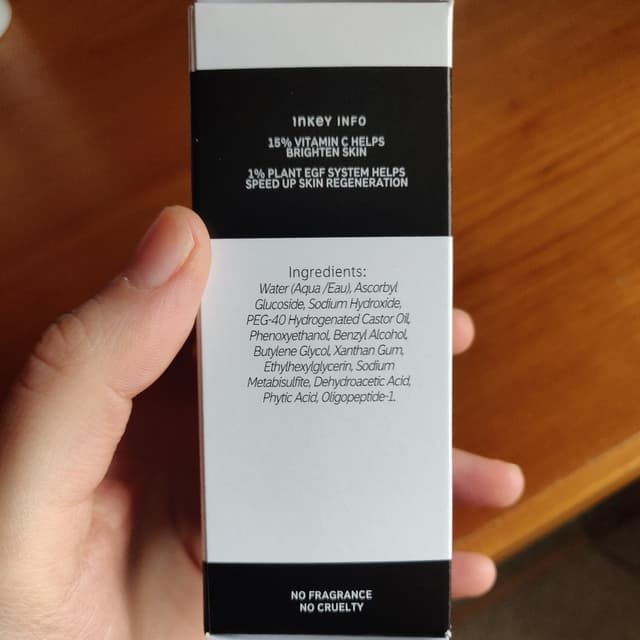 INKEY INFO
15% VITAMIN C HELPS
BRIGHTEN SKIN
1% PLANT EGF SYSTEM HELPS
SPEED UP SKIN REGENERATION
Ingredients:
Water (Aqua /Eau), Ascorbyl
Glucoside, Sodium Hydroxide,
PEG-40 Hydrogenated Castor Oil,
Phenoxyethanol, Benzyl Alcohol,
Butylene Glycol, Xanthan Gum,
Ethylhexylglycerin, Sodium
Metabisulfite, Dehydroacetic Acid,
Phytic Acid, Oligopeptide-1.
NO FRAGRANCE
NO CRUELTY